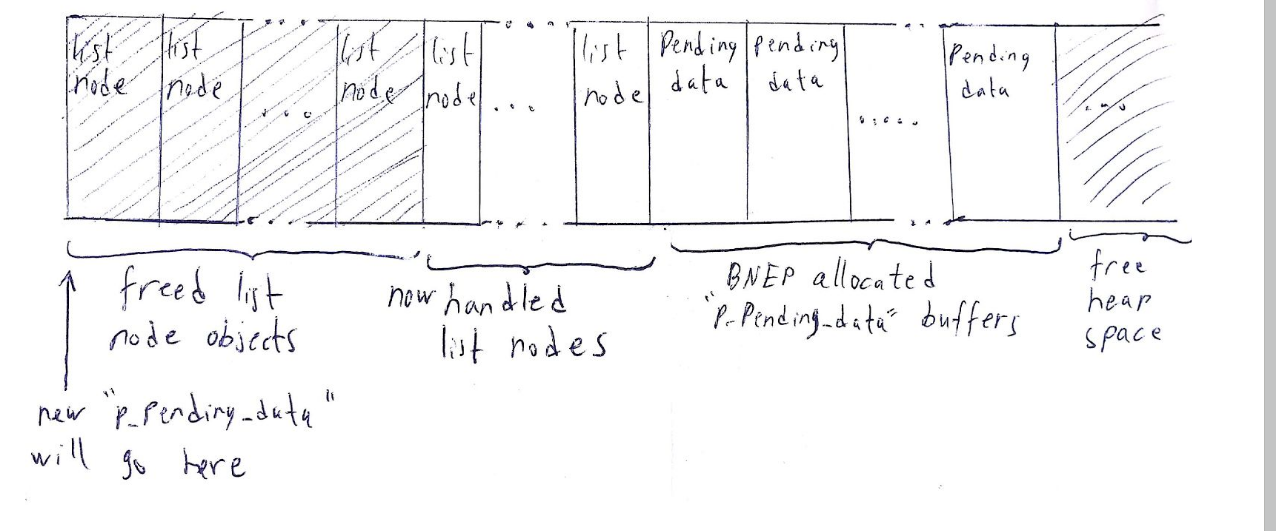 list node
list node
...
list node
list node
...
list node
Pending data
pending data
.....
Pending data
...
freed list node objects
now handled list nodes
BNEP allocated "P_Pending_data" buffers
free heap space
new "p_Pending_data" will go here